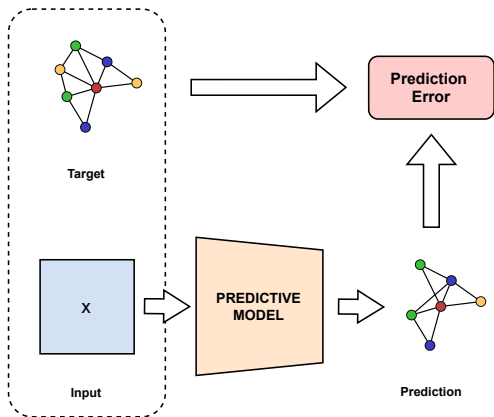 Prediction
Error
Target
X
PREDICTIVE
MODEL
Input
Prediction